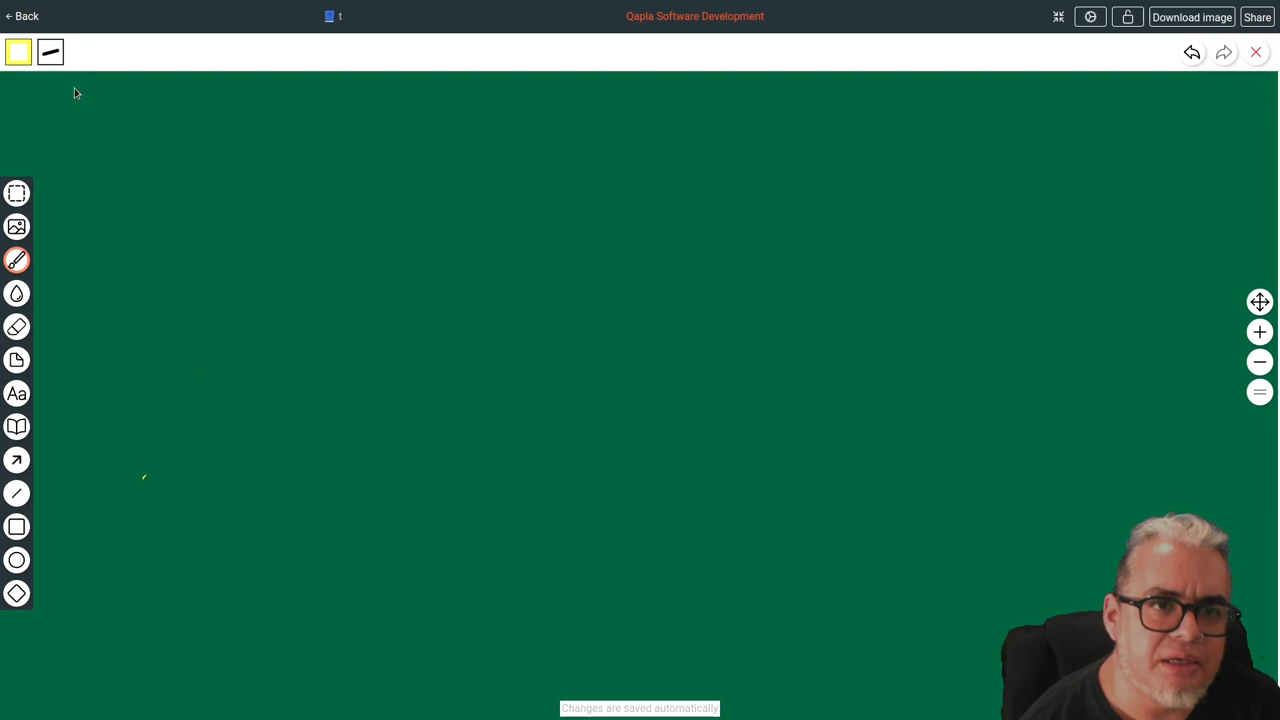 Back
t
Qapla Software Development
Download image
Share
Aa
Changes are saved automatically